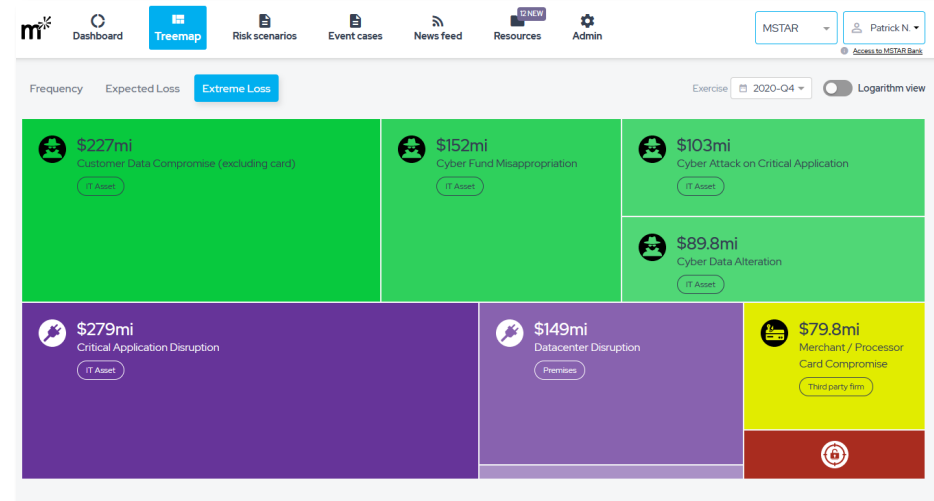 m
12 NEW
Dashboard
Treemap
Risk scenarios
Event cases
News feed
Resources
Admin
MSTAR
Patrick N.
Access to MSTAR Bank
Frequency
Expected Loss
Extreme Loss
Exercise
2020-Q4
Logarithm view
$227mi
Customer Data Compromise (excluding card)
IT Asset
$152mi
Cyber Fund Misappropriation
IT Asset
$103mi
Cyber Attack on Critical Application
IT Asset
$89.8mi
Cyber Data Alteration
IT Asset
$279mi
Critical Application Disruption
IT Asset
$149mi
Datacenter Disruption
Premises
$79.8mi
Merchant / Processor
Card Compromise
Third party firm